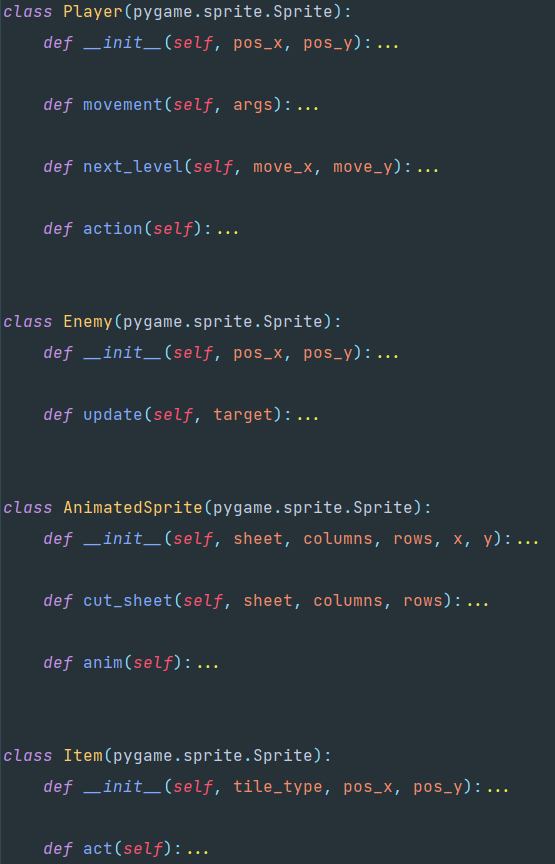 class Player(pygame.sprite.Sprite):
    def __init__(self, pos_x, pos_y):...
    def movement(self, args):...
    def next_level(self, move_x, move_y):...
    def action(self):...
class Enemy(pygame.sprite.Sprite):
    def __init__(self, pos_x, pos_y):...
    def update(self, target):...
class AnimatedSprite(pygame.sprite.Sprite):
    def __init__(self, sheet, columns, rows, x, y):...
    def cut_sheet(self, sheet, columns, rows):...
    def anim(self):...
class Item(pygame.sprite.Sprite):
    def __init__(self, tile_type, pos_x, pos_y):...
    def act(self):...